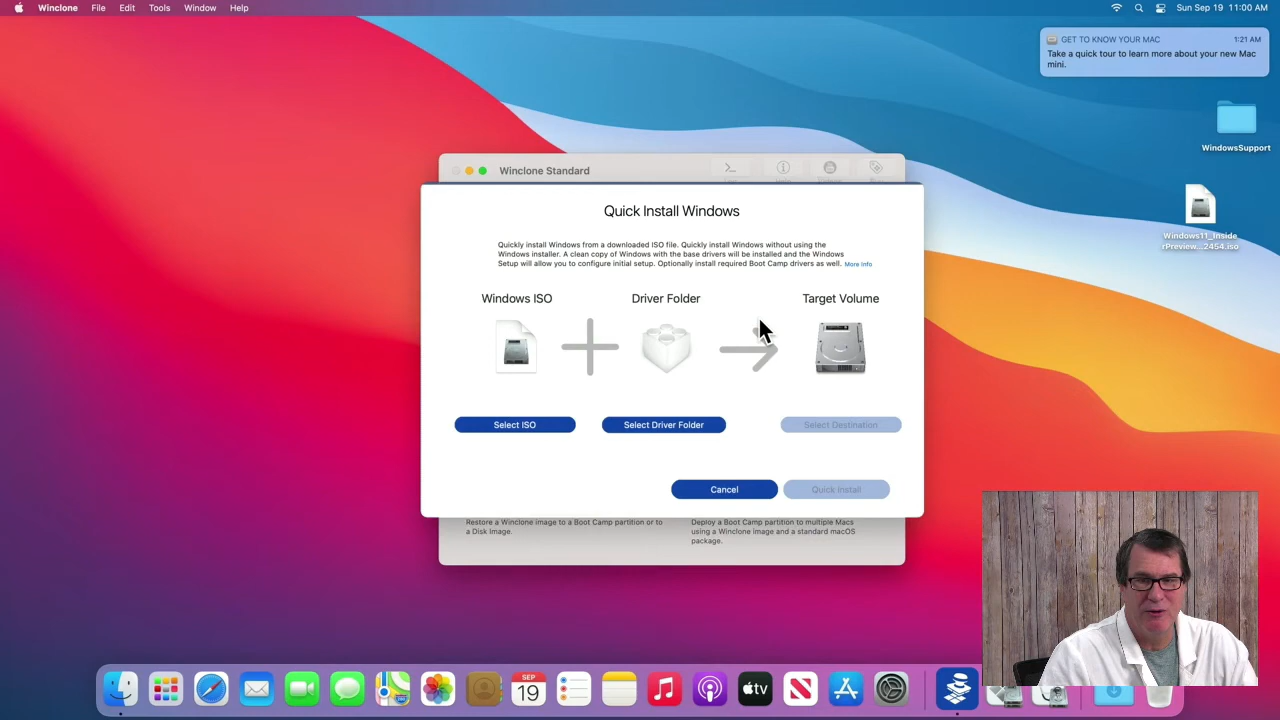 Winclone File Edit Tools Window Help
Sun Sep 19 11:00 AM
GET TO KNOW YOUR MAC 1:21 AM
Take a quick tour to learn more about your new Mac
mini.
WindowsSupport
Windows11_Inside
rPreview...2454.iso
Winclone Standard
Quick Install Windows
Quickly install Windows from a downloaded ISO file. Quickly install Windows without using the
Windows installer. A clean copy of Windows with the base drivers will be installed and the Windows
Setup will allow you to configure initial setup. Optionally install required Boot Camp drivers as well. More Info
Windows ISO Driver Folder Target Volume
Select ISO Select Driver Folder Select Destination
Cancel Quick Install
Restore a Winclone image to a Boot Camp partition or to
a Disk Image.
Deploy a Boot Camp partition to multiple Macs
using a Winclone image and a standard macOS
package.
SEP
19
tv